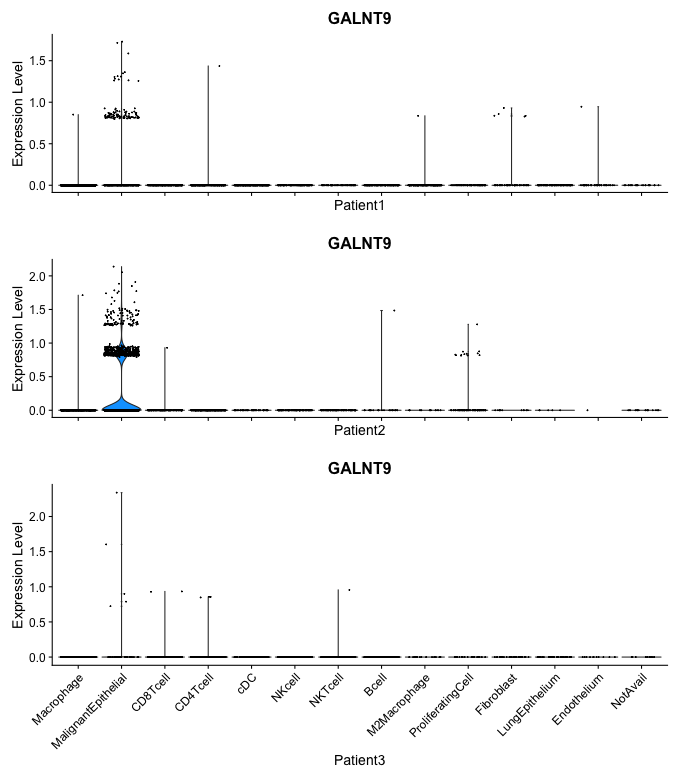 GALNT9
Expression Level
1.5
1.0
0.5
0.0
Patient1
GALNT9
Expression Level
2.0
1.5
1.0
0.5
0.0
Patient2
GALNT9
Expression Level
2.0
1.5
1.0
0.5
0.0
Macrophage
MalignantEpithelial
CD8Tcell
CD4Tcell
cDC
NKcell
NKTcell
Bcell
M2Macrophage
ProliferatingCell
Fibroblast
LungEpithelium
Endothelium
NotAvail
Patient3